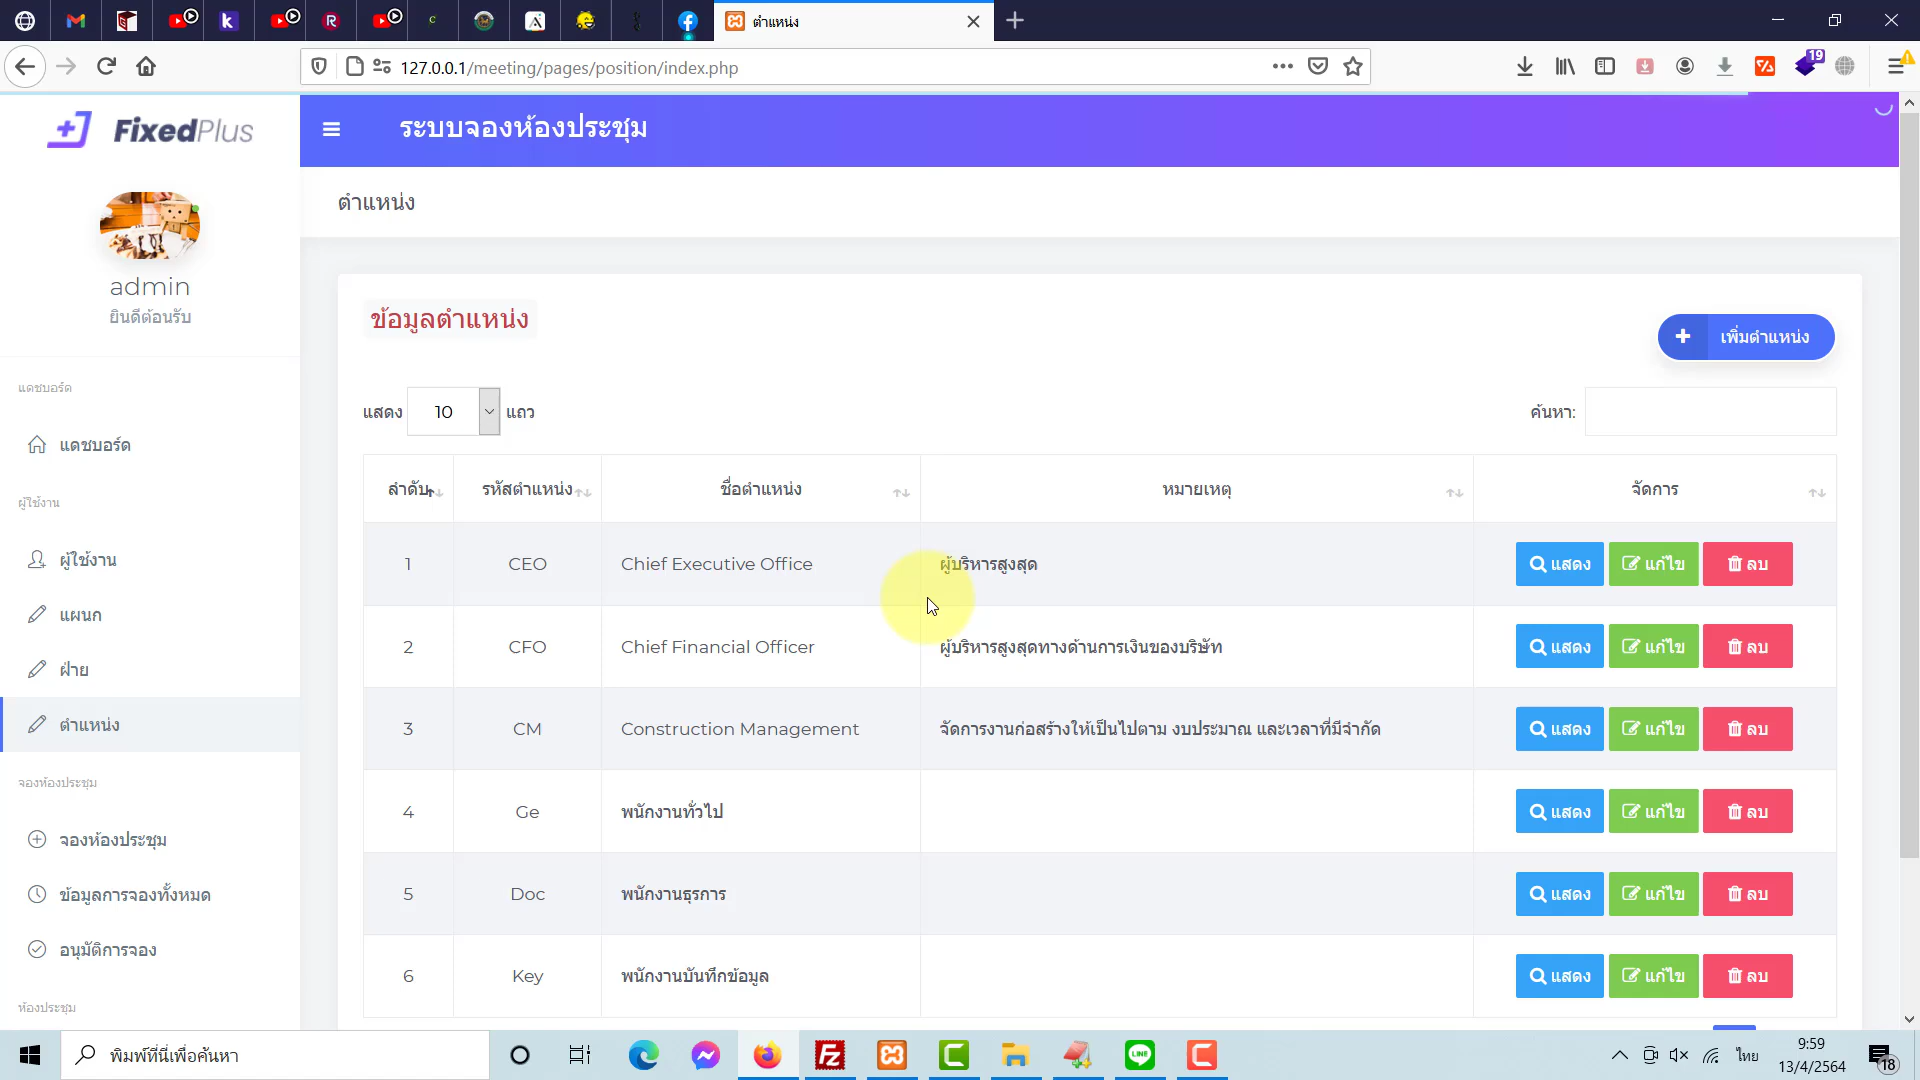 ตำแหน่ง
127.0.0.1/meeting/pages/position/index.php
19
FixedPlus
ระบบจองห้องประชุม
ตำแหน่ง
admin
ยินดีต้อนรับ
แดชบอร์ด
แดชบอร์ด
ผู้ใช้งาน
ผู้ใช้งาน
แผนก
ฝ่าย
ตำแหน่ง
จองห้องประชุม
จองห้องประชุม
ข้อมูลการจองทั้งหมด
อนุมัติการจอง
ห้องประชุม
ข้อมูลตำแหน่ง
เพิ่มตำแหน่ง
แสดง 10 แถว
ค้นหา:
ลำดับ รหัสตำแหน่ง ชื่อตำแหน่ง หมายเหตุ จัดการ
1 CEO Chief Executive Office ผู้บริหารสูงสุด แสดง แก้ไข ลบ
2 CFO Chief Financial Officer ผู้บริหารสูงสุดทางด้านการเงินของบริษัท แสดง แก้ไข ลบ
3 CM Construction Management จัดการงานก่อสร้างให้เป็นไปตาม งบประมาณ และเวลาที่มีจำกัด แสดง แก้ไข ลบ
4 Ge พนักงานทั่วไป แสดง แก้ไข ลบ
5 Doc พนักงานธุรการ แสดง แก้ไข ลบ
6 Key พนักงานบันทึกข้อมูล แสดง แก้ไข ลบ
พิมพ์ที่นี่เพื่อค้นหา
ไทย
9:59
13/4/2564
18